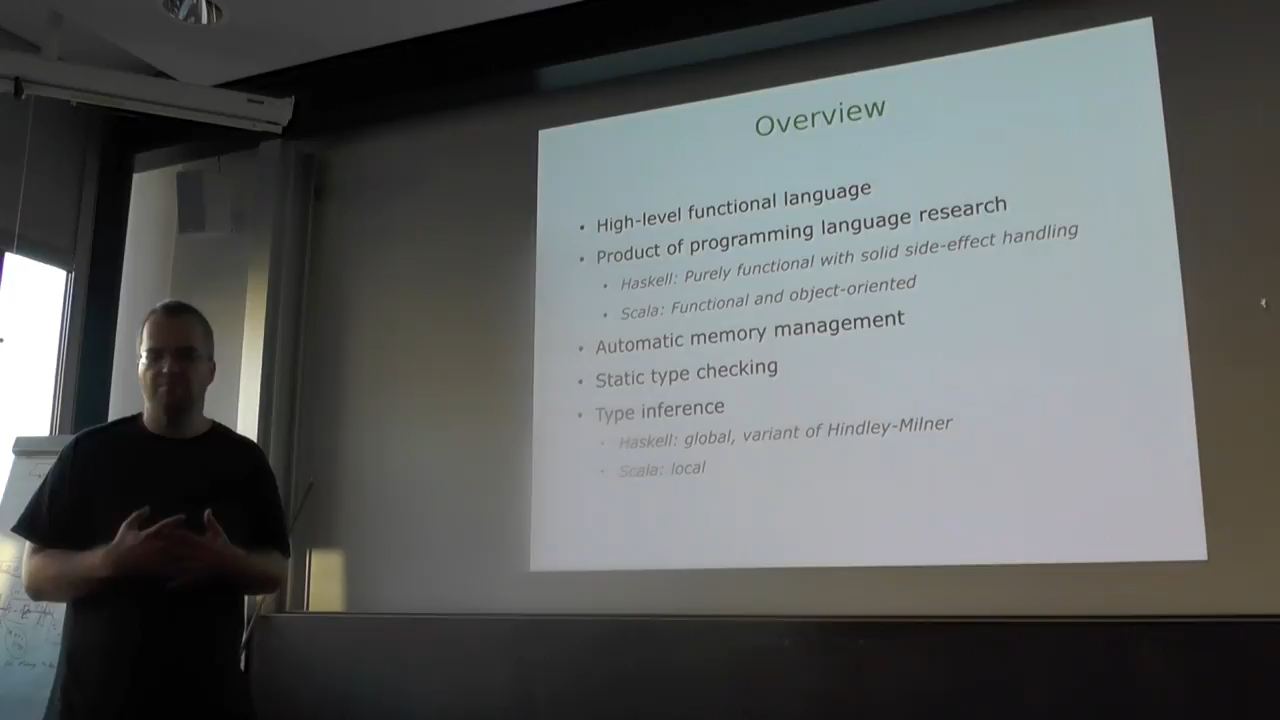 Overview
• High-level functional language
• Product of programming language research
• Haskell: Purely functional with solid side-effect handling
• Scala: Functional and object-oriented
• Automatic memory management
• Static type checking
• Type inference
• Haskell: global, variant of Hindley-Milner
• Scala: local